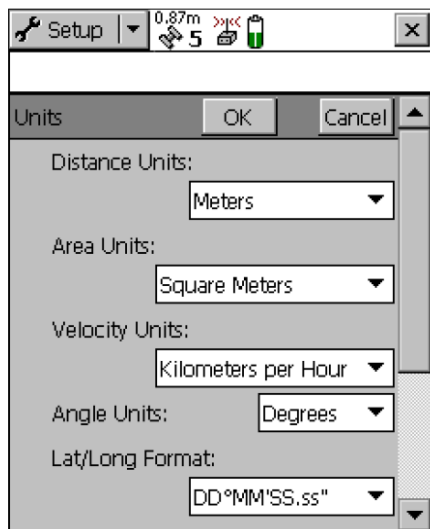 Setup 0.87m 5
Units OK Cancel
Distance Units:
Meters
Area Units:
Square Meters
Velocity Units:
Kilometers per Hour
Angle Units: Degrees
Lat/Long Format:
DD°MM'SS.ss"